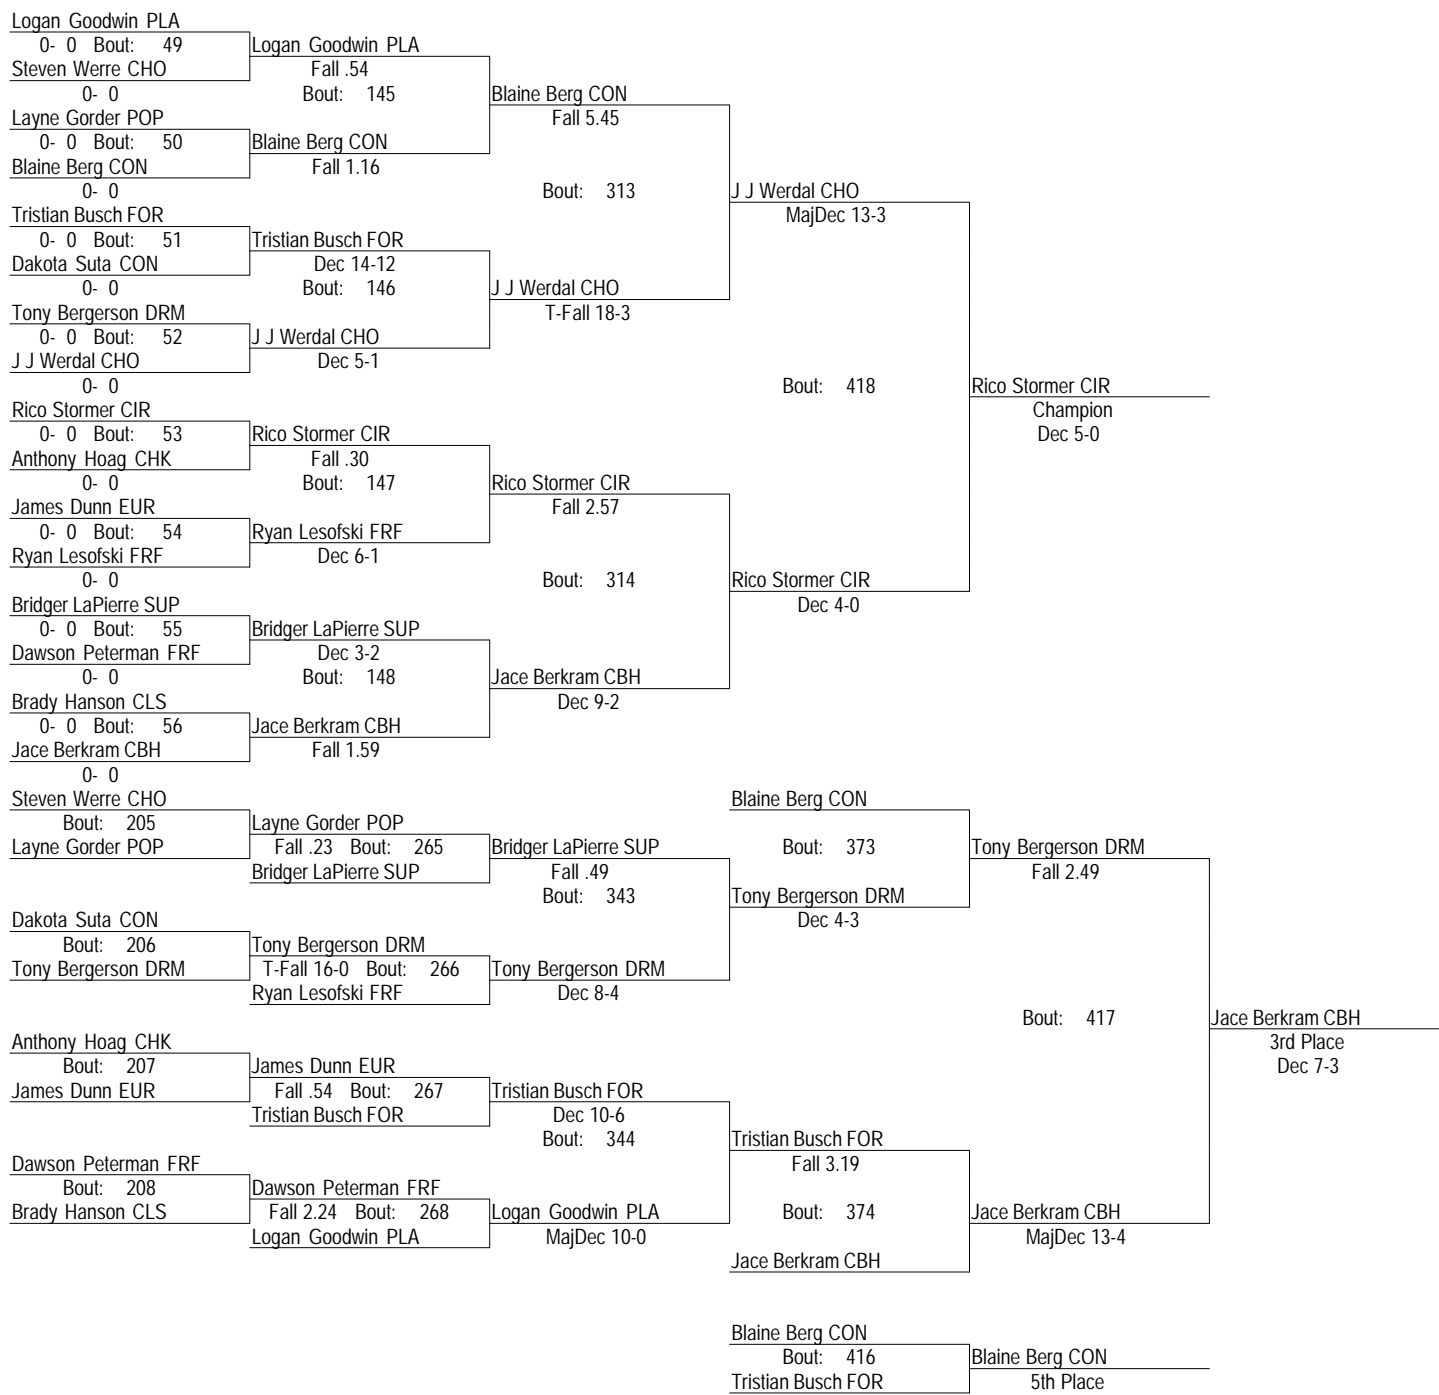 Logan Goodwin PLA
0- 0 Bout: 49
Steven Werre CHO
0- 0
Layne Gorder POP
0- 0 Bout: 50
Blaine Berg CON
0- 0
Tristian Busch FOR
0- 0 Bout: 51
Dakota Suta CON
0- 0
Tony Bergerson DRM
0- 0 Bout: 52
J J Werdal CHO
0- 0
Rico Stormer CIR
0- 0 Bout: 53
Anthony Hoag CHK
0- 0
James Dunn EUR
0- 0 Bout: 54
Ryan Lesofski FRF
0- 0
Bridger LaPierre SUP
0- 0 Bout: 55
Dawson Peterman FRF
0- 0
Brady Hanson CLS
0- 0 Bout: 56
Jace Berkram CBH
0- 0
Logan Goodwin PLA
Fall .54
Bout: 145
Blaine Berg CON
Fall 1.16
Tristian Busch FOR
Dec 14-12
Bout: 146
J J Werdal CHO
Dec 5-1
Rico Stormer CIR
Fall .30
Bout: 147
Ryan Lesofski FRF
Dec 6-1
Bridger LaPierre SUP
Dec 3-2
Bout: 148
Jace Berkram CBH
Fall 1.59
Blaine Berg CON
Fall 5.45
Bout: 313
J J Werdal CHO
T-Fall 18-3
Rico Stormer CIR
Fall 2.57
Bout: 314
Jace Berkram CBH
Dec 9-2
J J Werdal CHO
MajDec 13-3
Bout: 418
Rico Stormer CIR
Dec 4-0
Rico Stormer CIR
Champion
Dec 5-0
Steven Werre CHO
Bout: 205
Layne Gorder POP
Dakota Suta CON
Bout: 206
Tony Bergerson DRM
Anthony Hoag CHK
Bout: 207
James Dunn EUR
Dawson Peterman FRF
Bout: 208
Brady Hanson CLS
Layne Gorder POP
Fall .23 Bout: 265
Bridger LaPierre SUP
Tony Bergerson DRM
T-Fall 16-0 Bout: 266
Ryan Lesofski FRF
James Dunn EUR
Fall .54 Bout: 267
Tristian Busch FOR
Dawson Peterman FRF
Fall 2.24 Bout: 268
Logan Goodwin PLA
Bridger LaPierre SUP
Fall .49
Bout: 343
Tony Bergerson DRM
Dec 8-4
Tristian Busch FOR
Dec 10-6
Bout: 344
Logan Goodwin PLA
MajDec 10-0
Blaine Berg CON
Bout: 373
Tony Bergerson DRM
Dec 4-3
Tristian Busch FOR
Fall 3.19
Bout: 374
Jace Berkram CBH
Tony Bergerson DRM
Fall 2.49
Bout: 417
Jace Berkram CBH
MajDec 13-4
Jace Berkram CBH
3rd Place
Dec 7-3
Blaine Berg CON
Bout: 416
Tristian Busch FOR
Blaine Berg CON
5th Place